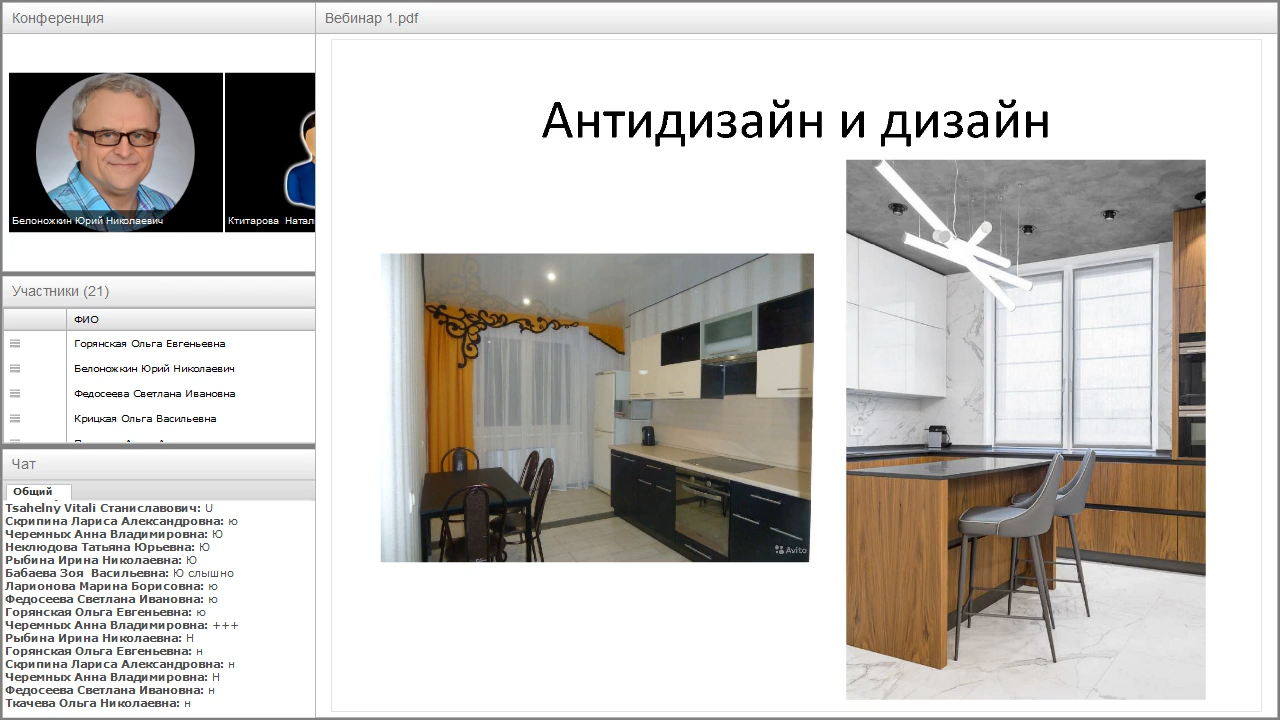 Конференция
Белоножкин Юрий Николаевич
Ктитарова Натал
Участники (21)
ФИО
Горянская Ольга Евгеньевна
Белоножкин Юрий Николаевич
Федосеева Светлана Ивановна
Крицкая Ольга Васильевна
Чат
Общий
Tsahelny Vitali Станиславович: U
Скрипина Лариса Александровна: ю
Черемных Анна Владимировна: Ю
Неклюдова Татьяна Юрьевна: Ю
Рыбина Ирина Николаевна: Ю
Бабаева Зоя Васильевна: Ю слышно
Ларионова Марина Борисовна: ю
Федосеева Светлана Ивановна: ю
Горянская Ольга Евгеньевна: ю
Черемных Анна Владимировна: +++
Рыбина Ирина Николаевна: Н
Горянская Ольга Евгеньевна: н
Скрипина Лариса Александровна: н
Черемных Анна Владимировна: Н
Федосеева Светлана Ивановна: н
Ткачева Ольга Николаевна: н
Вебинар 1.pdf
Антидизайн и дизайн
Avito